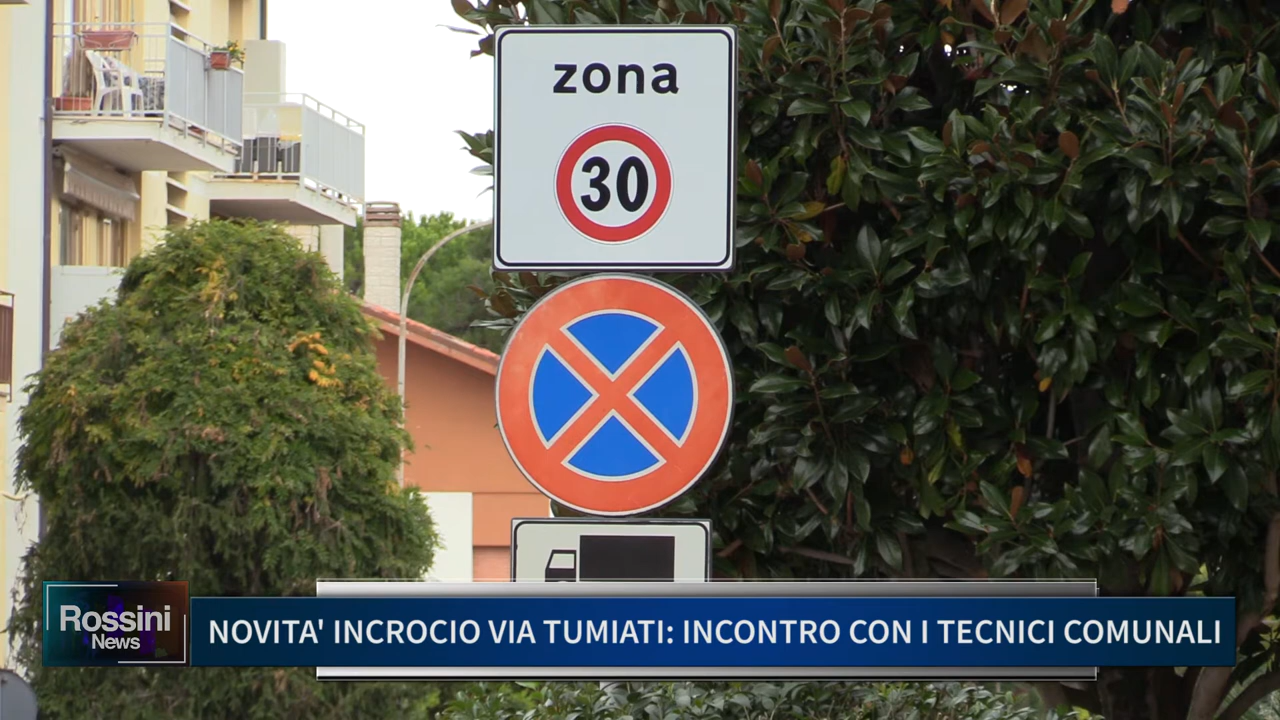 zona
30
Rossini
News
NOVITA' INCROCIO VIA TUMIATI: INCONTRO CON I TECNICI COMUNALI